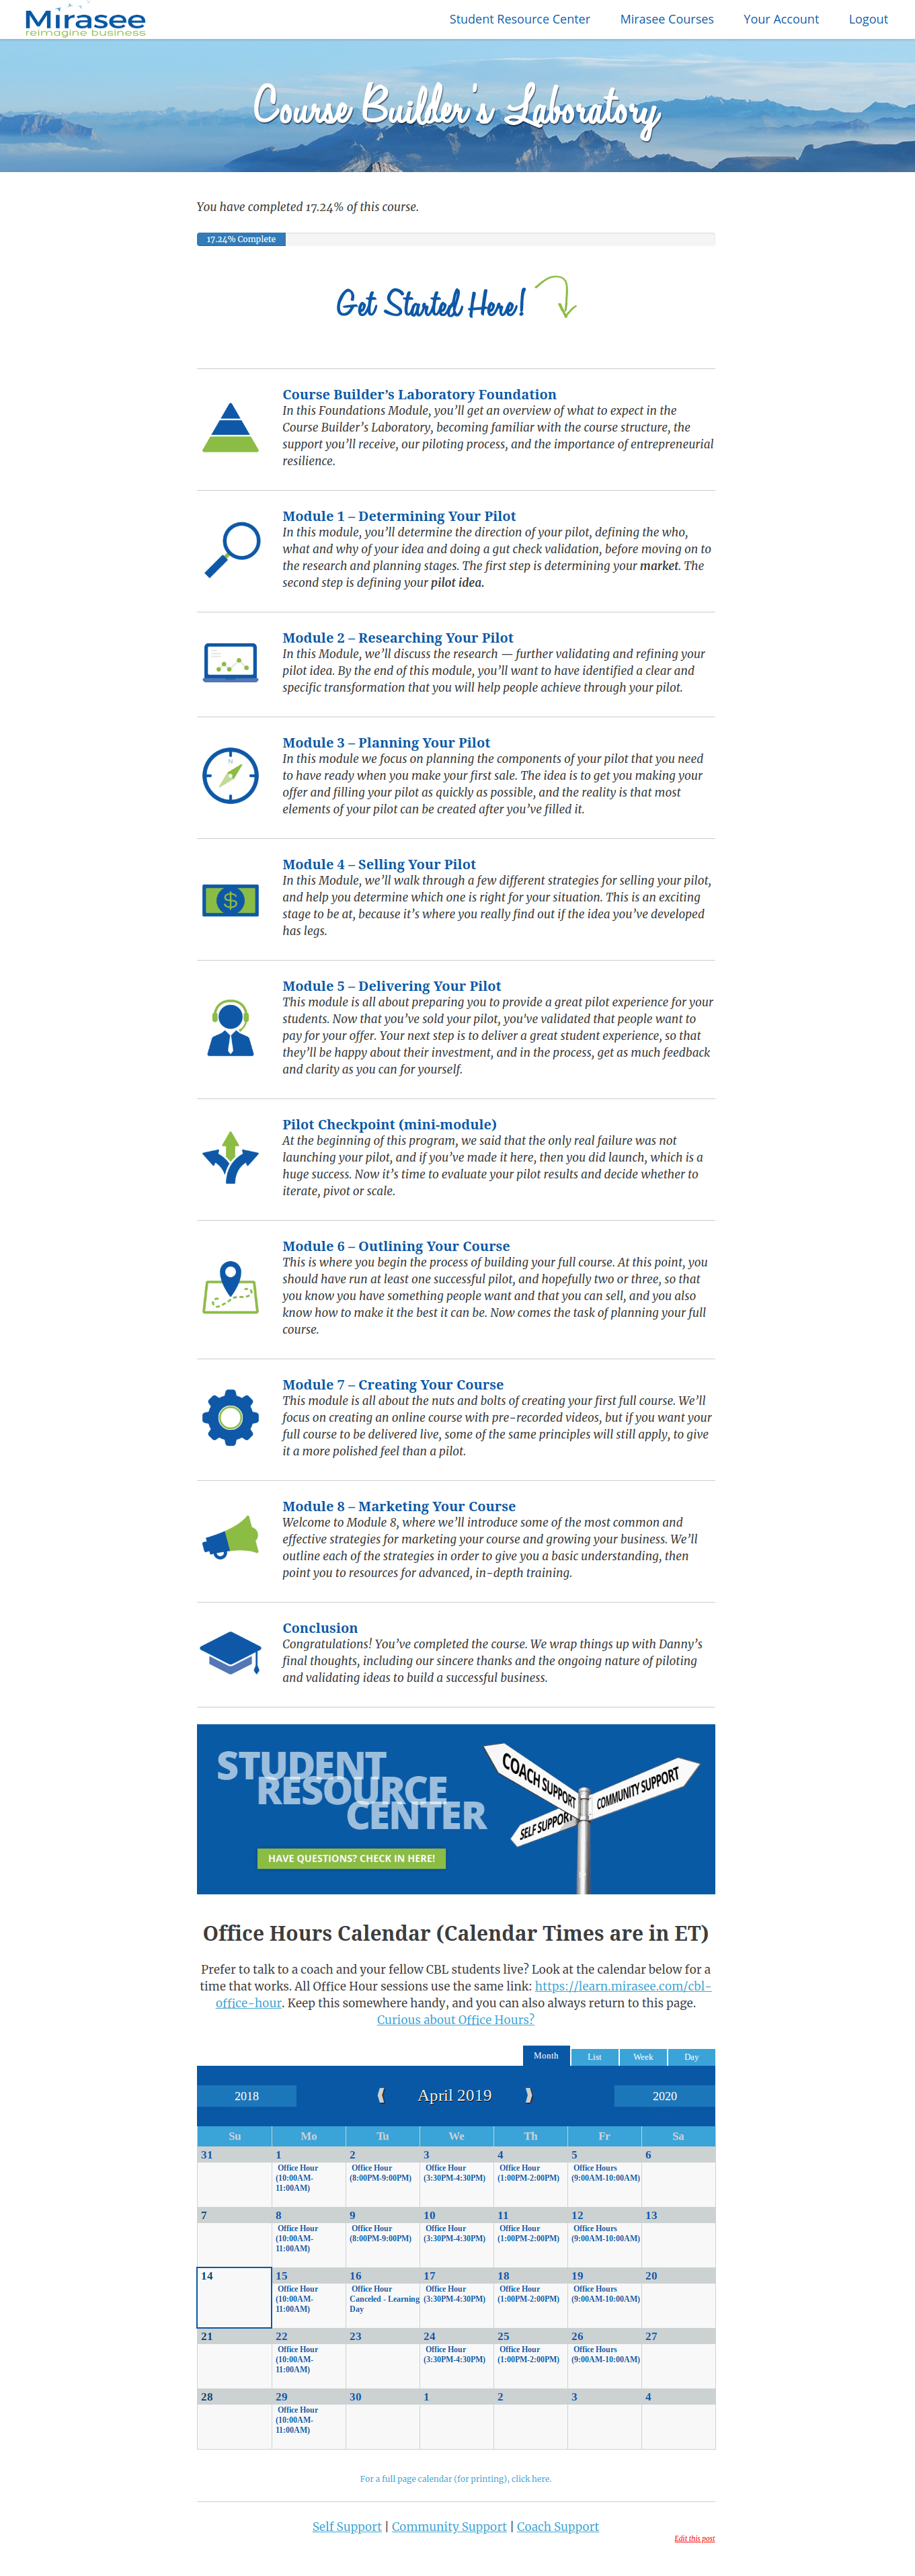 Mirasee
reimagine business
Student Resource Center Mirasee Courses Your Account Logout
Course Builder's Laboratory
You have completed 17.24% of this course.
17.24% Complete
Get Started Here!
Course Builder’s Laboratory Foundation
In this Foundations Module, you’ll get an overview of what to expect in the
Course Builder’s Laboratory, becoming familiar with the course structure, the
support you’ll receive, our piloting process, and the importance of entrepreneurial
resilience.
Module 1 – Determining Your Pilot
In this module, you’ll determine the direction of your pilot, defining the who,
what and why of your idea and doing a gut check validation, before moving on to
the research and planning stages. The first step is determining your market. The
second step is defining your pilot idea.
Module 2 – Researching Your Pilot
In this Module, we’ll discuss the research — further validating and refining your
pilot idea. By the end of this module, you’ll want to have identified a clear and
specific transformation that you will help people achieve through your pilot.
N
Module 3 – Planning Your Pilot
In this module we focus on planning the components of your pilot that you need
to have ready when you make your first sale. The idea is to get you making your
offer and filling your pilot as quickly as possible, and the reality is that most
elements of your pilot can be created after you’ve filled it.
$
Module 4 – Selling Your Pilot
In this Module, we’ll walk through a few different strategies for selling your pilot,
and help you determine which one is right for your situation. This is an exciting
stage to be at, because it’s where you really find out if the idea you’ve developed
has legs.
Module 5 – Delivering Your Pilot
This module is all about preparing you to provide a great pilot experience for your
students. Now that you’ve sold your pilot, you've validated that people want to
pay for your offer. Your next step is to deliver a great student experience, so that
they’ll be happy about their investment, and in the process, get as much feedback
and clarity as you can for yourself.
Pilot Checkpoint (mini-module)
At the beginning of this program, we said that the only real failure was not
launching your pilot, and if you’ve made it here, then you did launch, which is a
huge success. Now it’s time to evaluate your pilot results and decide whether to
iterate, pivot or scale.
Module 6 – Outlining Your Course
This is where you begin the process of building your full course. At this point, you
should have run at least one successful pilot, and hopefully two or three, so that
you know you have something people want and that you can sell, and you also
know how to make it the best it can be. Now comes the task of planning your full
course.
Module 7 – Creating Your Course
This module is all about the nuts and bolts of creating your first full course. We’ll
focus on creating an online course with pre-recorded videos, but if you want your
full course to be delivered live, some of the same principles will still apply, to give
it a more polished feel than a pilot.
Module 8 – Marketing Your Course
Welcome to Module 8, where we’ll introduce some of the most common and
effective strategies for marketing your course and growing your business. We’ll
outline each of the strategies in order to give you a basic understanding, then
point you to resources for advanced, in-depth training.
Conclusion
Congratulations! You’ve completed the course. We wrap things up with Danny’s
final thoughts, including our sincere thanks and the ongoing nature of piloting
and validating ideas to build a successful business.
STUDENT
RESOURCE
CENTER
HAVE QUESTIONS? CHECK IN HERE!
COACH SUPPORT
COMMUNITY SUPPORT
SELF SUPPORT
Office Hours Calendar (Calendar Times are in ET)
Prefer to talk to a coach and your fellow CBL students live? Look at the calendar below for a
time that works. All Office Hour sessions use the same link: https://learn.mirasee.com/cbl-
office-hour. Keep this somewhere handy, and you can also always return to this page.
Curious about Office Hours?
Month List Week Day
2018 ❰ April 2019 ❱ 2020
Su Mo Tu We Th Fr Sa
31 1 2 3 4 5 6
Office Hour Office Hour Office Hour Office Hour Office Hours
(10:00AM- (8:00PM-9:00PM) (3:30PM-4:30PM) (1:00PM-2:00PM) (9:00AM-10:00AM)
11:00AM)
7 8 9 10 11 12 13
Office Hour Office Hour Office Hour Office Hour Office Hours
(10:00AM- (8:00PM-9:00PM) (3:30PM-4:30PM) (1:00PM-2:00PM) (9:00AM-10:00AM)
11:00AM)
14 15 16 17 18 19 20
Office Hour Office Hour Office Hour Office Hour Office Hours
(10:00AM- Canceled - Learning (3:30PM-4:30PM) (1:00PM-2:00PM) (9:00AM-10:00AM)
11:00AM) Day
21 22 23 24 25 26 27
Office Hour Office Hour Office Hour Office Hours
(10:00AM- (3:30PM-4:30PM) (1:00PM-2:00PM) (9:00AM-10:00AM)
11:00AM)
28 29 30 1 2 3 4
Office Hour
(10:00AM-
11:00AM)
For a full page calendar (for printing), click here.
Self Support | Community Support | Coach Support
Edit this post